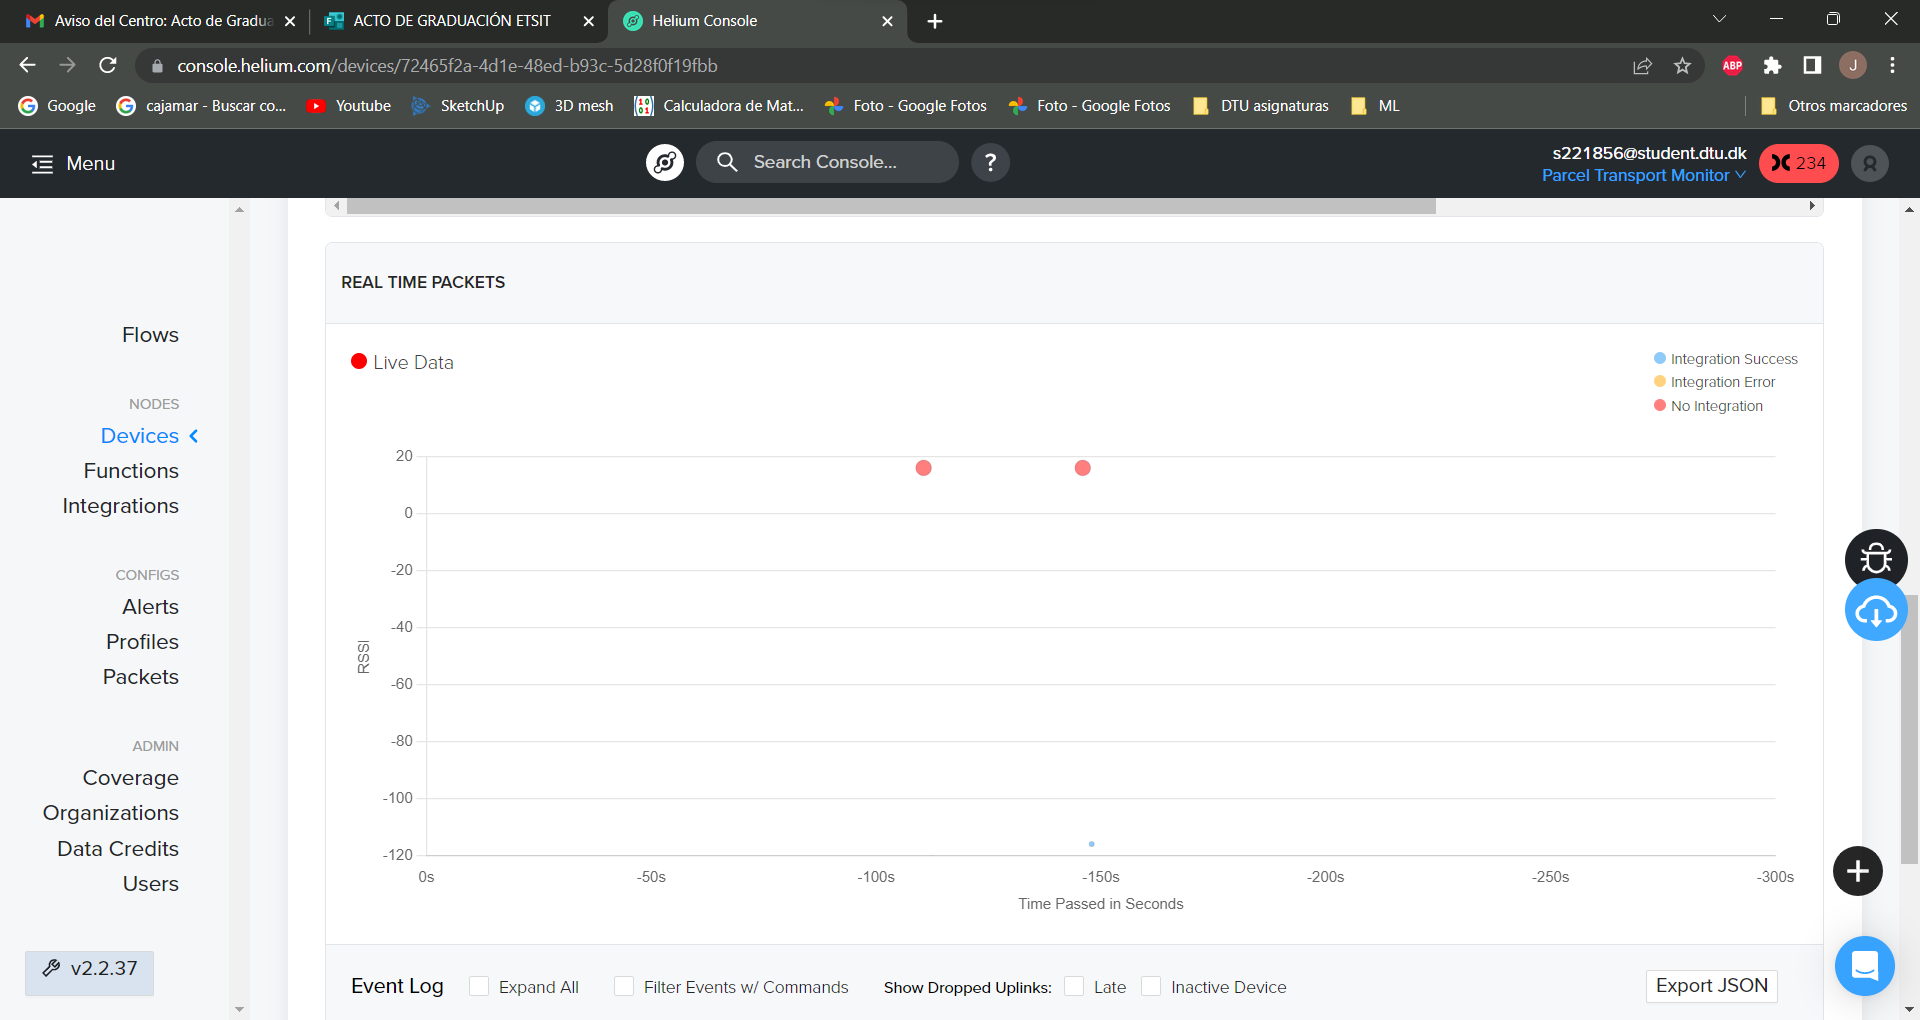 Aviso del Centro: Acto de Gradua
ACTO DE GRADUACIÓN ETSIT
Helium Console
console.helium.com/devices/72465f2a-4d1e-48ed-b93c-5d28f0f19fbb
ABP
J
Google
cajamar - Buscar co...
Youtube
SketchUp
3D mesh
Calculadora de Mat...
Foto - Google Fotos
Foto - Google Fotos
DTU asignaturas
ML
Otros marcadores
Menu
Search Console...
?
s221856@student.dtu.dk
Parcel Transport Monitor
234
REAL TIME PACKETS
Flows
NODES
Devices
Functions
Integrations
CONFIGS
Alerts
Profiles
Packets
ADMIN
Coverage
Organizations
Data Credits
Users
v2.2.37
Live Data
Integration Success
Integration Error
No Integration
20
0
-20
-40
-60
-80
-100
-120
RSSI
0s
-50s
-100s
-150s
-200s
-250s
-300s
Time Passed in Seconds
Event Log
Expand All
Filter Events w/ Commands
Show Dropped Uplinks:
Late
Inactive Device
Export JSON